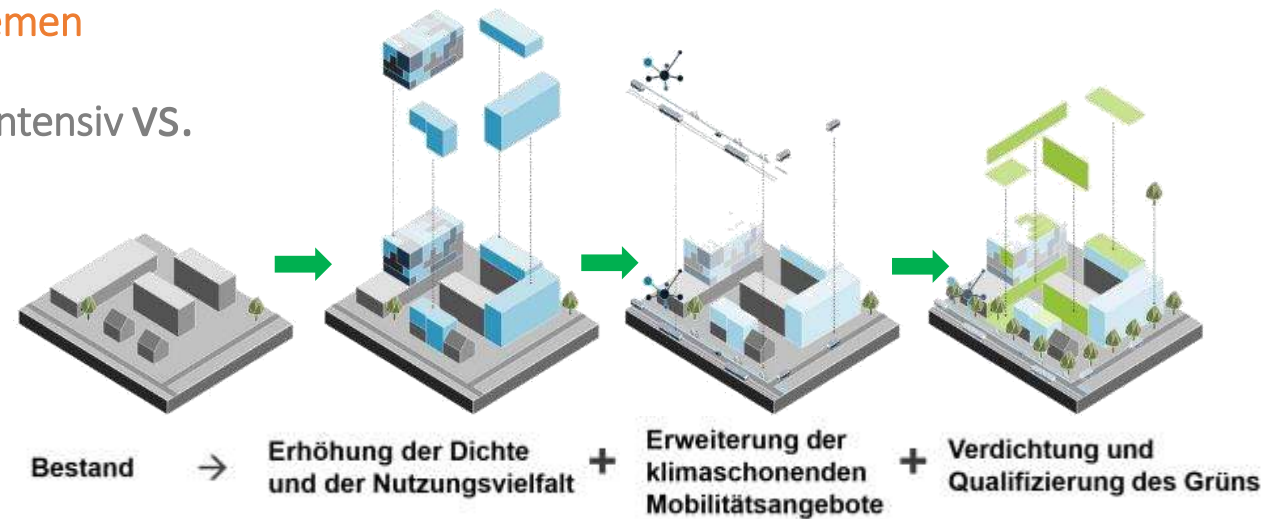 emen
ntensiv VS.
Bestand
→
Erhöhung der Dichte
und der Nutzungsvielfalt
+
Erweiterung der
klimaschonenden
Mobilitätsangebote
+
Verdichtung und
Qualifizierung des Grüns